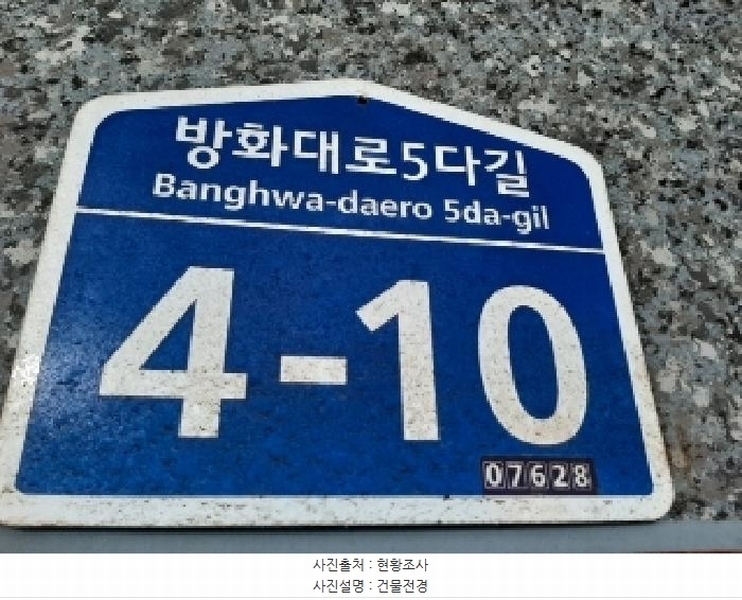 방화대로5다길
Banghwa-daero 5da-gil
4-10
07628
사진출처 : 현황조사
사진설명 : 건물전경